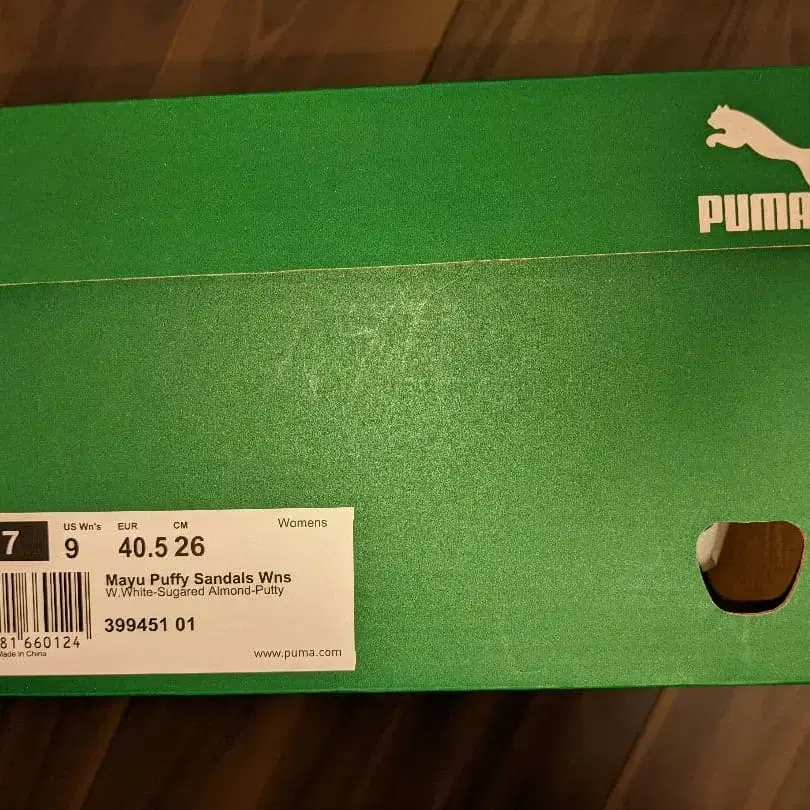 PUMA
US Wn's EUR CM Womens
7 9 40.5 26
Mayu Puffy Sandals Wns
W.White-Sugared Almond-Putty
399451 01
81 660124
Made in China
www.puma.com